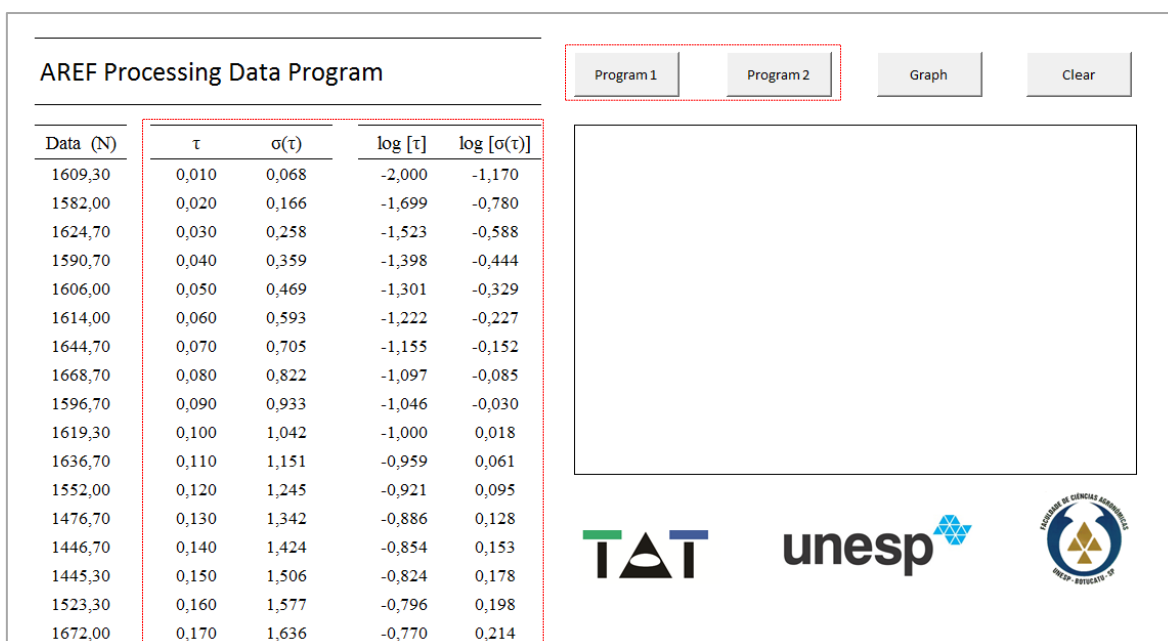 AREF Processing Data Program
Program 1 Program 2 Graph Clear
Data (N) τ σ(τ) log [τ] log [σ(τ)]
1609,30 0,010 0,068 -2,000 -1,170
1582,00 0,020 0,166 -1,699 -0,780
1624,70 0,030 0,258 -1,523 -0,588
1590,70 0,040 0,359 -1,398 -0,444
1606,00 0,050 0,469 -1,301 -0,329
1614,00 0,060 0,593 -1,222 -0,227
1644,70 0,070 0,705 -1,155 -0,152
1668,70 0,080 0,822 -1,097 -0,085
1596,70 0,090 0,933 -1,046 -0,030
1619,30 0,100 1,042 -1,000 0,018
1636,70 0,110 1,151 -0,959 0,061
1552,00 0,120 1,245 -0,921 0,095
1476,70 0,130 1,342 -0,886 0,128
1446,70 0,140 1,424 -0,854 0,153
1445,30 0,150 1,506 -0,824 0,178
1523,30 0,160 1,577 -0,796 0,198
1672,00 0,170 1,636 -0,770 0,214
TAT
unesp
FACULDADE DE CIÊNCIAS AGRONÔMICAS
UNESP - BOTUCATU - SP